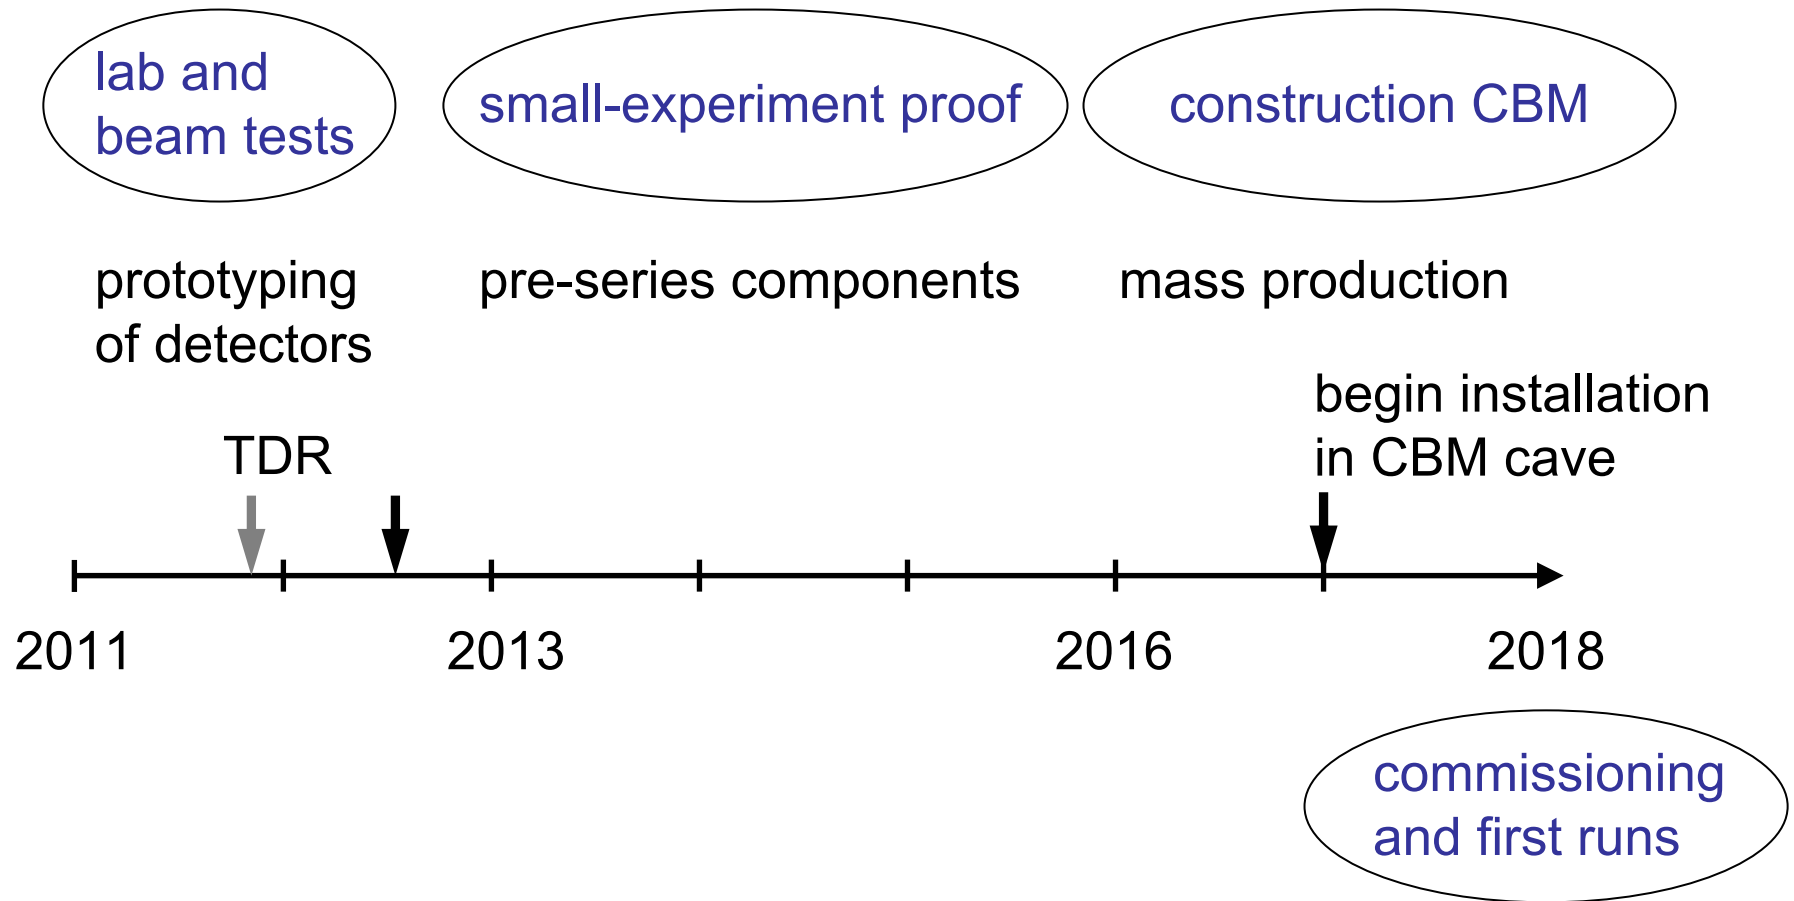 lab and
beam tests
small-experiment proof
construction CBM
prototyping
of detectors
pre-series components
mass production
begin installation
in CBM cave
TDR
2011
2013
2016
2018
commissioning
and first runs